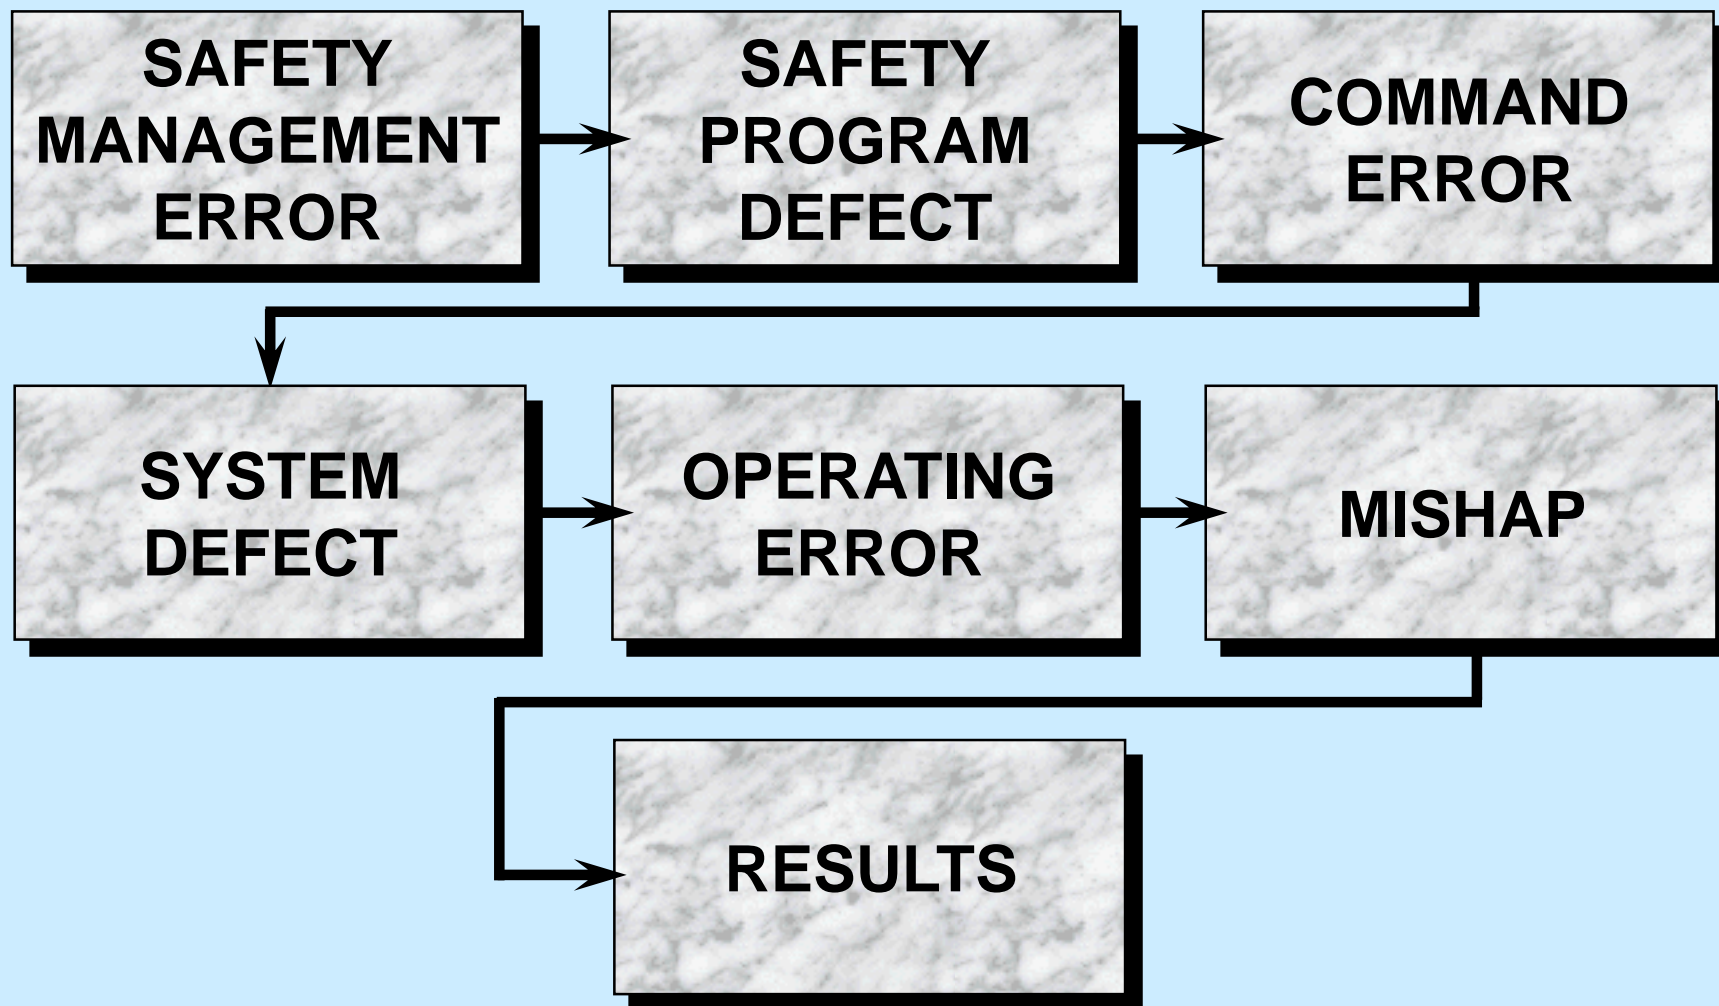 SAFETY
MANAGEMENT
ERROR
SAFETY
PROGRAM
DEFECT
COMMAND
ERROR
SYSTEM
DEFECT
OPERATING
ERROR
MISHAP
RESULTS